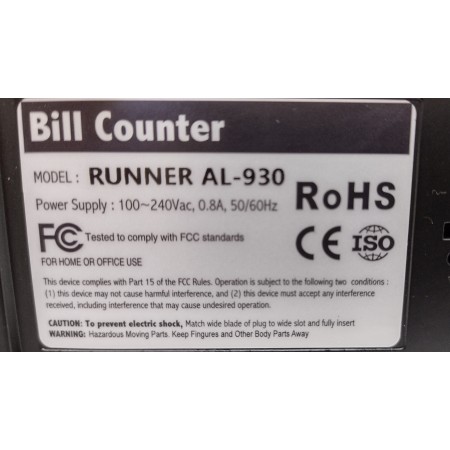 Bill Counter
MODEL : RUNNER AL-930
Power Supply : 100~240Vac, 0.8A, 50/60Hz
RoHS
FC Tested to comply with FCC standards
CE ISO
FOR HOME OR OFFICE USE
This device complies with Part 15 of the FCC Rules. Operation is subject to the following two conditions :
(1) this device may not cause harmful interference, and (2) this device must accept any interference
received, including interference that may cause undesired operation.
CAUTION: To prevent electric shock, Match wide blade of plug to wide slot and fully insert
WARNING: Hazardous Moving Parts. Keep Fingures and Other Body Parts Away